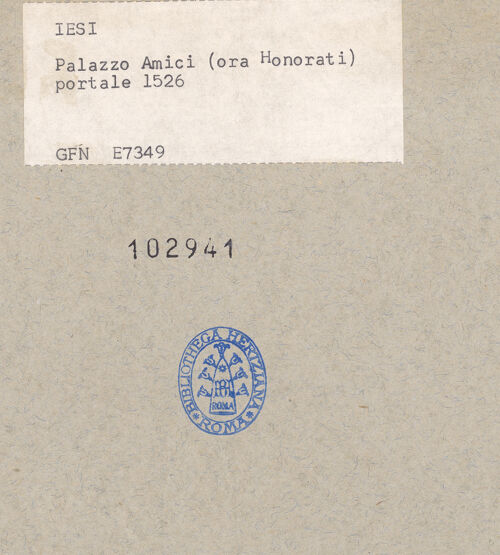 IESI
Palazzo Amici (ora Honorati)
portale 1526
GFN E7349
102941
BIBLIOTHECA HERTZIANA
ROMA
* ROMA *